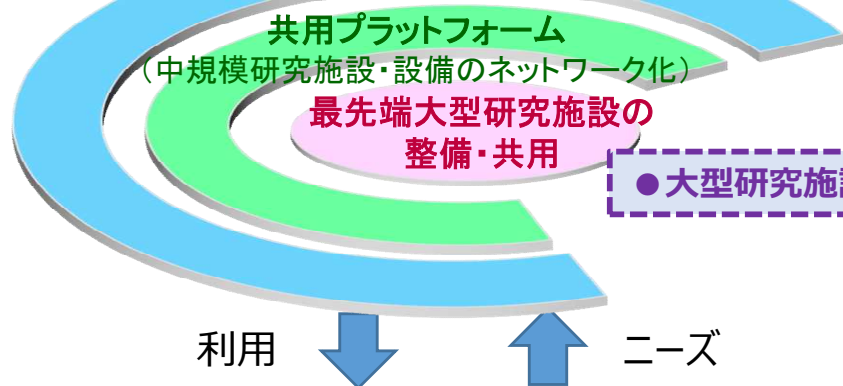 共用プラットフォーム
（中規模研究施設・設備のネットワーク化）
最先端大型研究施設の
整備・共用
●大型研究施
利用
ニーズ